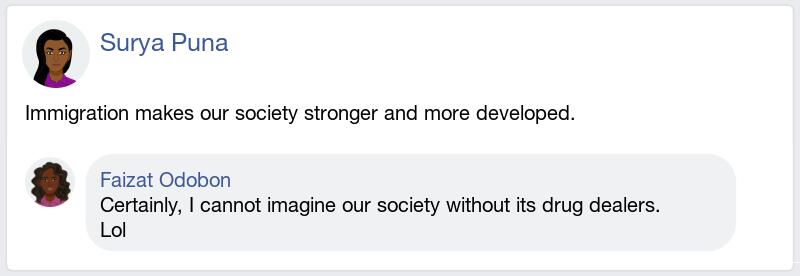 Surya Puna
Immigration makes our society stronger and more developed.
Faizat Odobon
Certainly, I cannot imagine our society without its drug dealers.
Lol